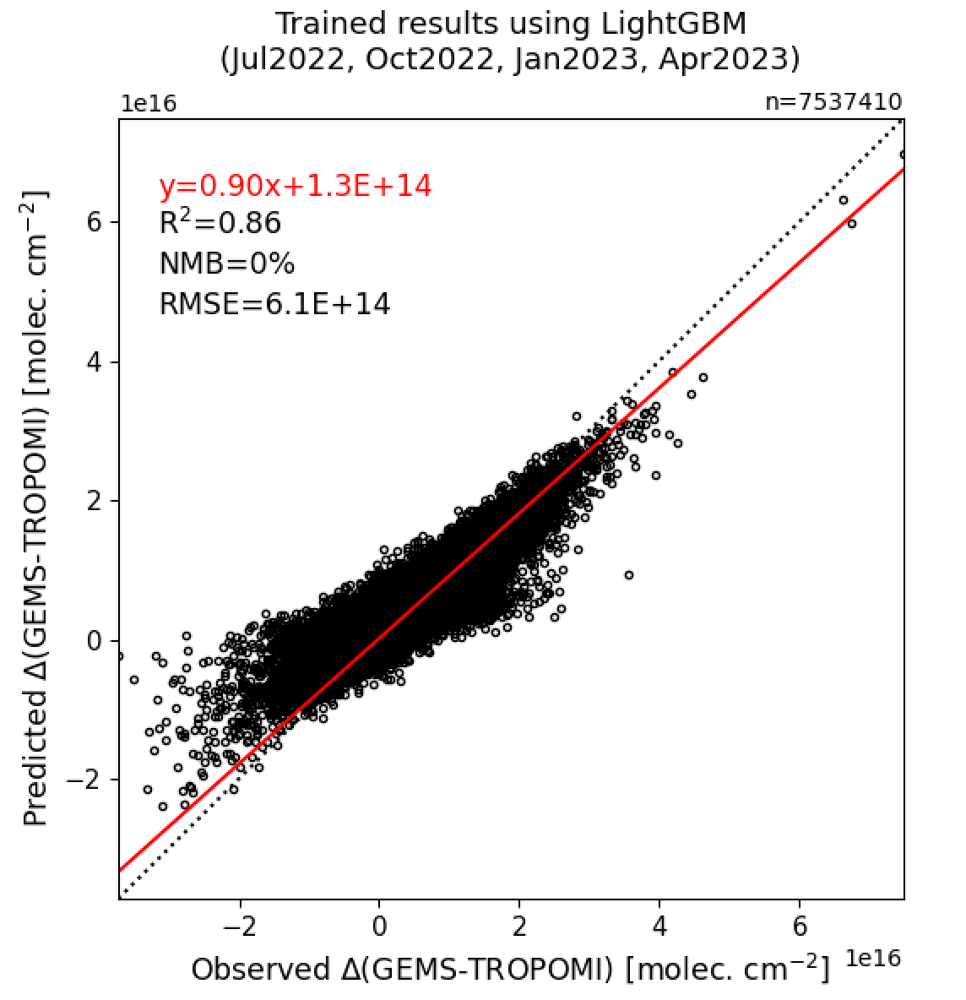 Trained results using LightGBM
(Jul2022, Oct2022, Jan2023, Apr2023)
1e16
n=7537410
y=0.90x+1.3E+14
R²=0.86
NMB=0%
RMSE=6.1E+14
6
4
2
0
−2
Predicted Δ(GEMS-TROPOMI) [molec. cm⁻²]
−2 0 2 4 6
Observed Δ(GEMS-TROPOMI) [molec. cm⁻²] 1e16